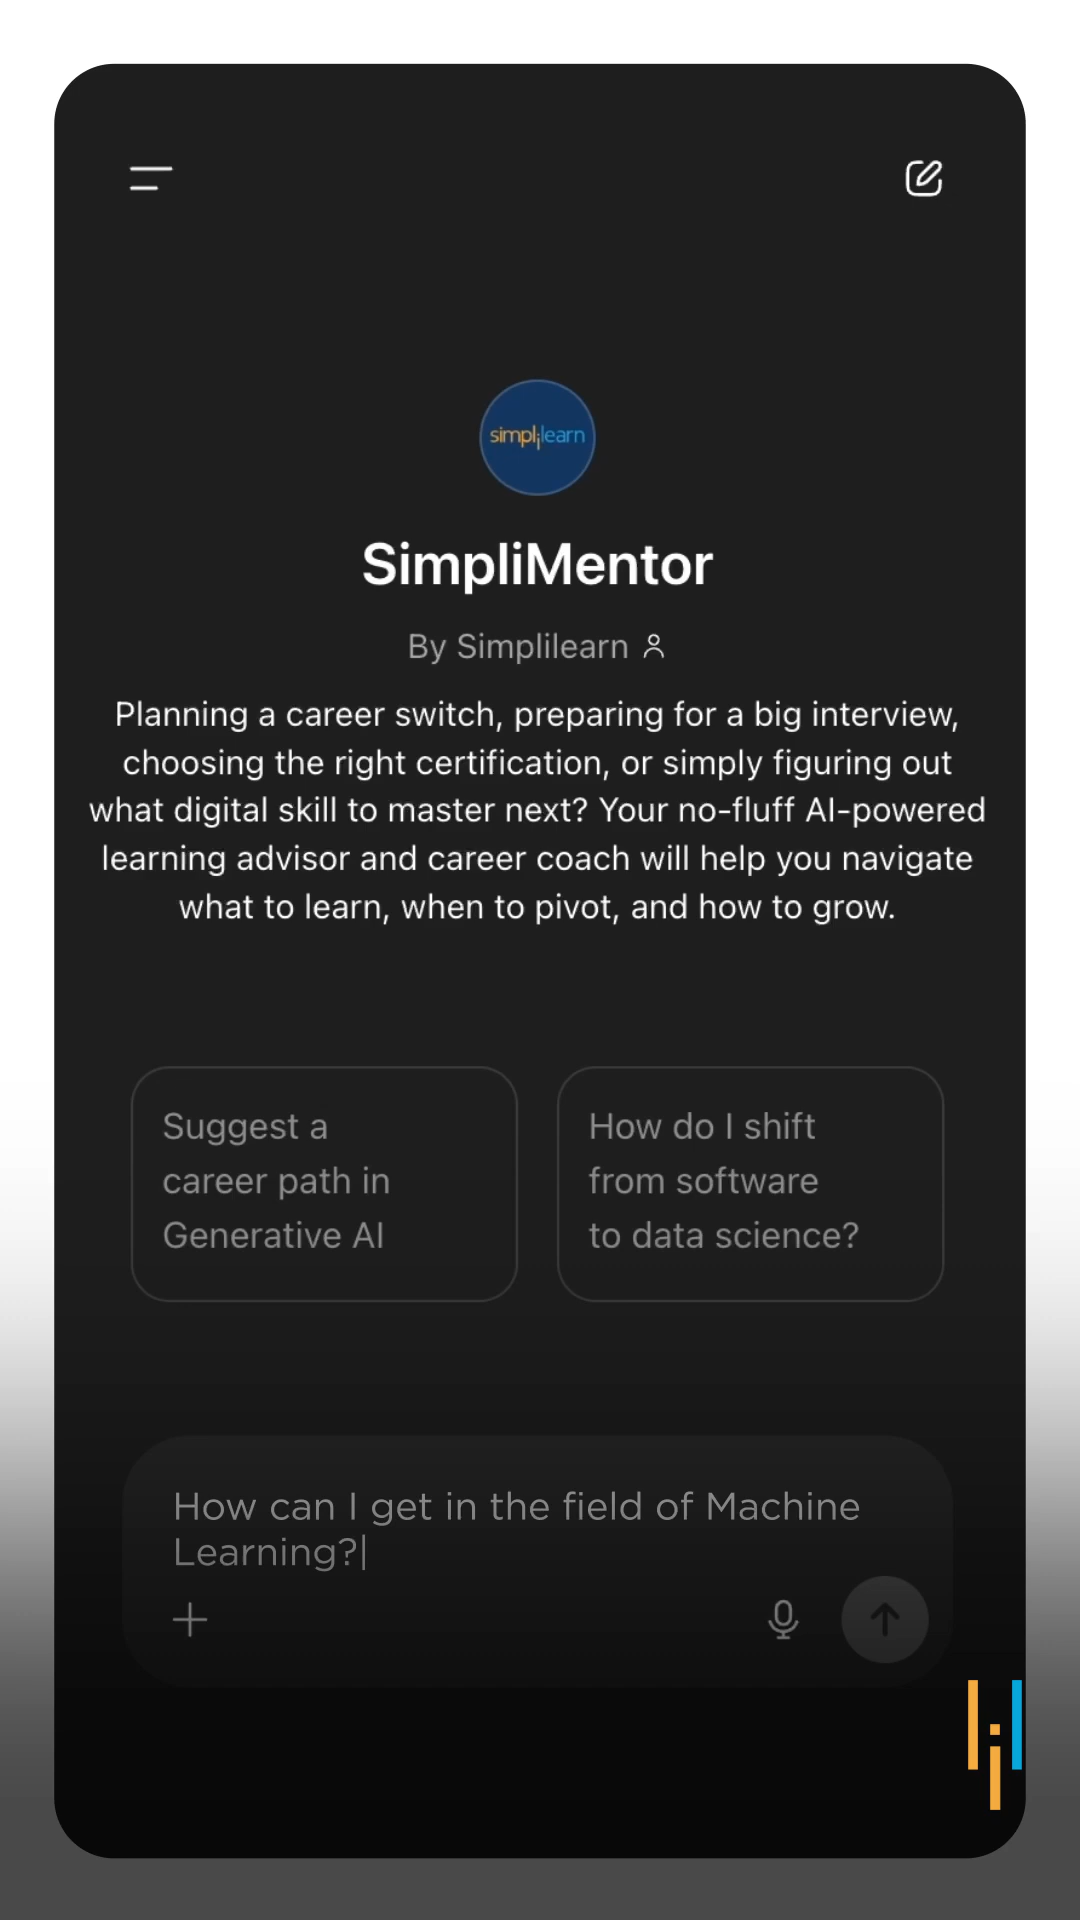 simplilearn
SimpliMentor
By Simplilearn
Planning a career switch, preparing for a big interview,
choosing the right certification, or simply figuring out
what digital skill to master next? Your no-fluff AI-powered
learning advisor and career coach will help you navigate
what to learn, when to pivot, and how to grow.
Suggest a
career path in
Generative AI
How do I shift
from software
to data science?
How can I get in the field of Machine
Learning?